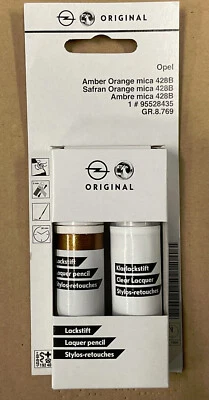 ORIGINAL
Opel
Amber Orange mica 428B
Safran Orange mica 428B
Ambre mica 428B
1 # 95528435
GR.8.769
ORIGINAL
Lackstift
Laquer pencil
Stylos-retouches
Klarlackstift
Clear Lacquer
Stylos-retouches
Lackstift
Laquer pencil
Stylos-retouches